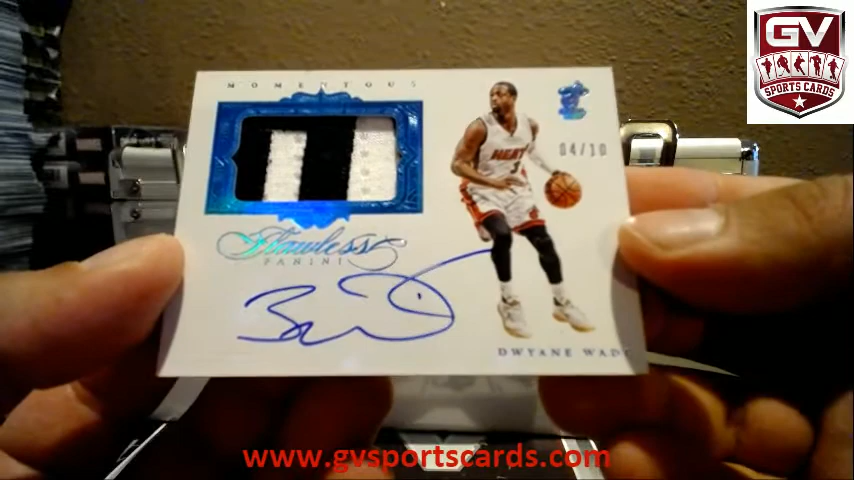 GV
SPORTS CARDS
MOMENTOUS
04/10
HEAT
3
Flawless
PANINI
DWYANE WADE
www.gvsportscards.com